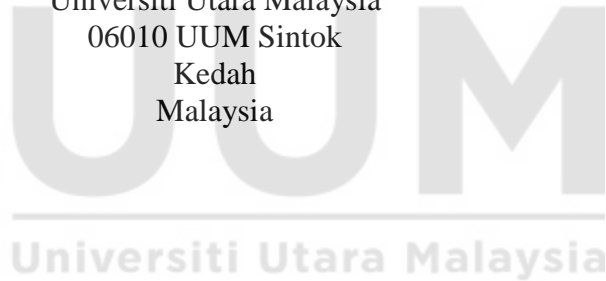 Universiti Utara Malaysia
06010 UUM Sintok
Kedah
Malaysia
UUM
Universiti Utara Malaysia